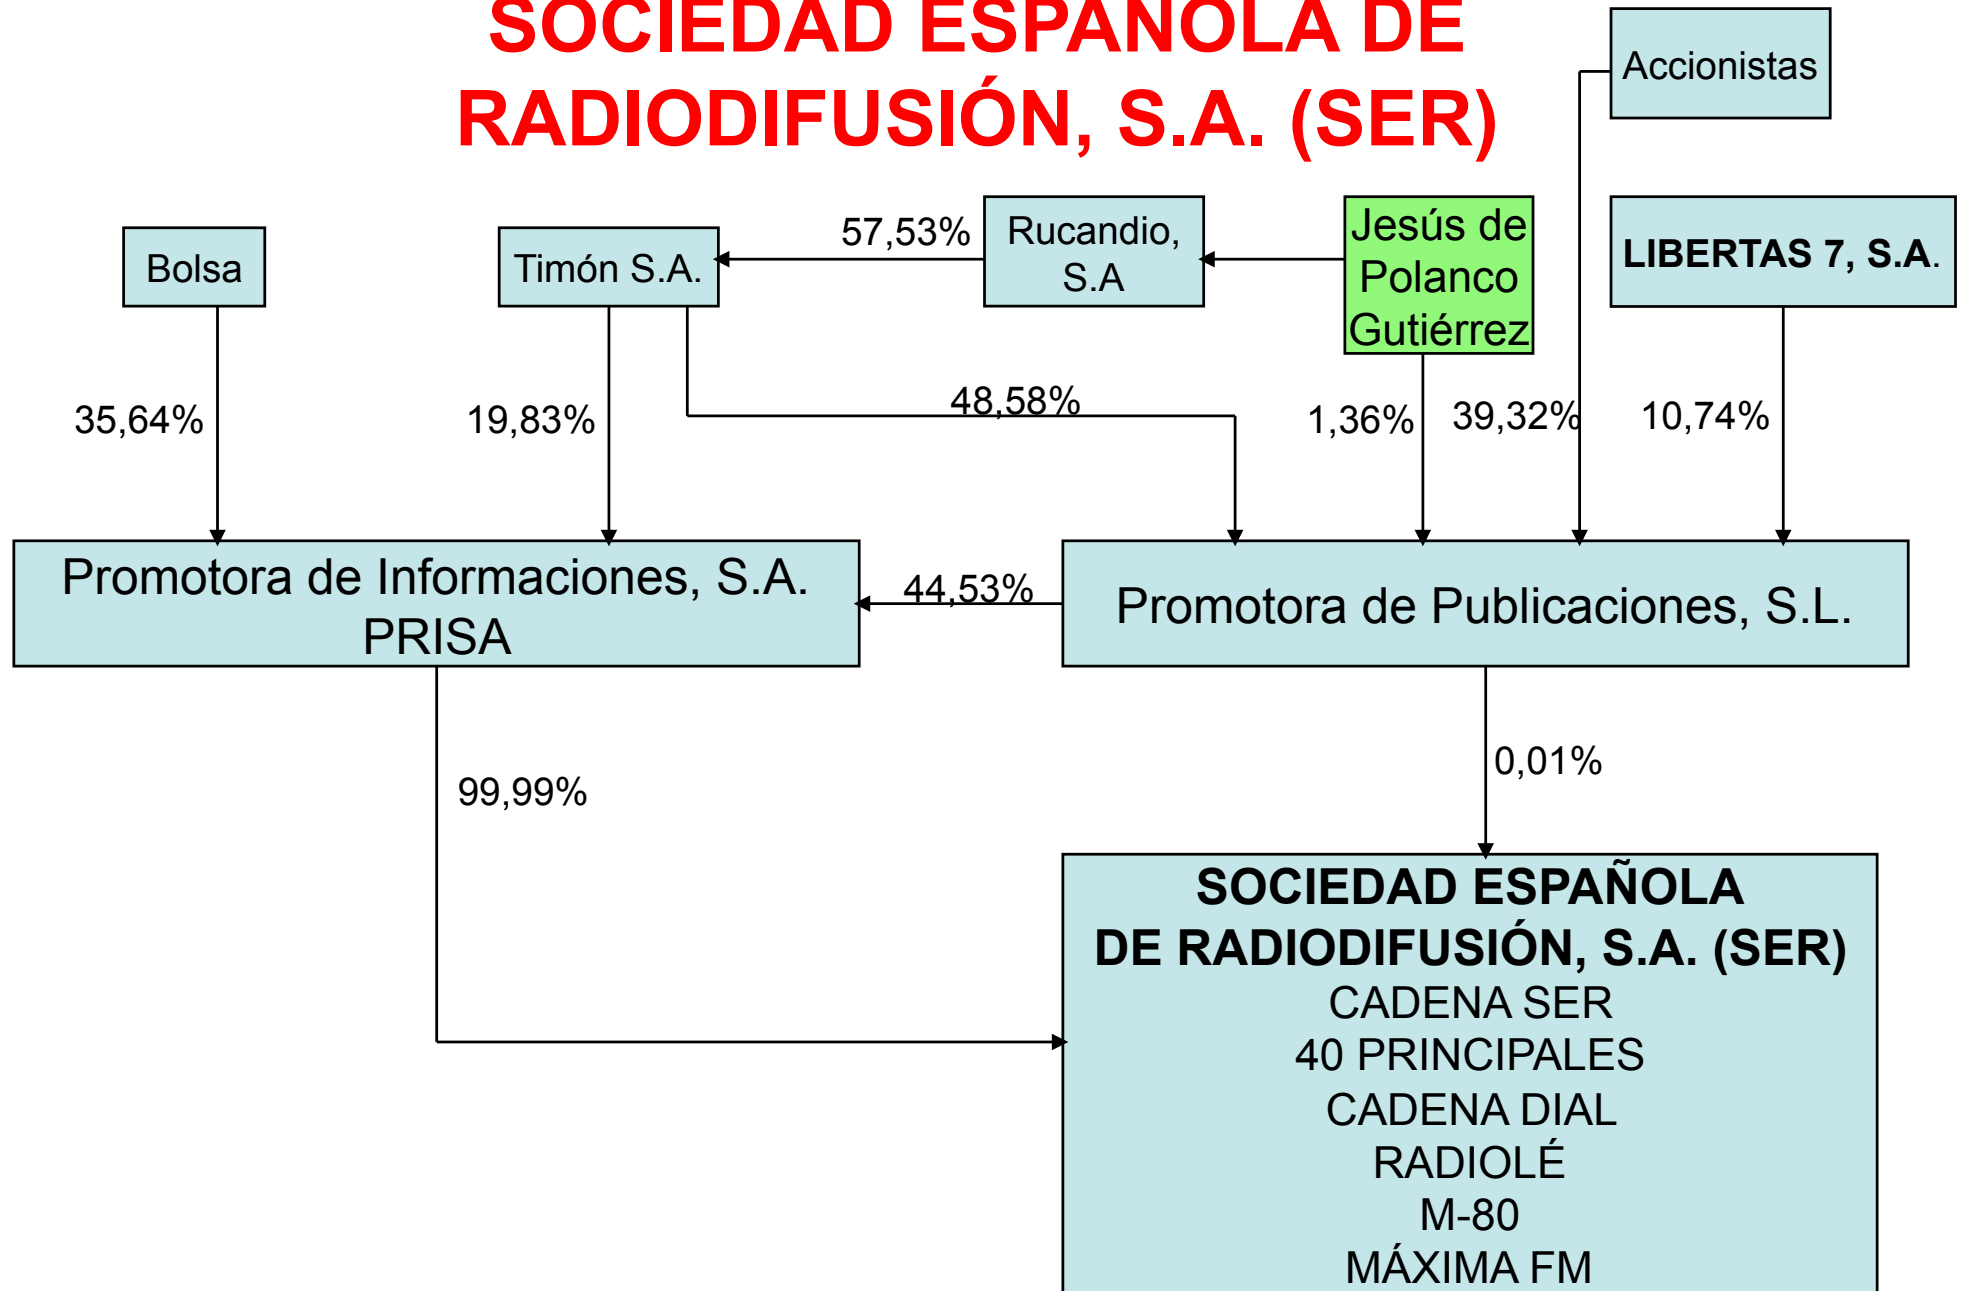 SOCIEDAD ESPAÑOLA DE
RADIODIFUSIÓN, S.A. (SER)
Accionistas
Bolsa
Timón S.A.
57,53%
Rucandio,
S.A
Jesús de
Polanco
Gutiérrez
LIBERTAS 7, S.A.
35,64%
19,83%
48,58%
1,36%
39,32%
10,74%
Promotora de Informaciones, S.A.
PRISA
44,53%
Promotora de Publicaciones, S.L.
99,99%
0,01%
SOCIEDAD ESPAÑOLA
DE RADIODIFUSIÓN, S.A. (SER)
CADENA SER
40 PRINCIPALES
CADENA DIAL
RADIOLÉ
M-80
MÁXIMA FM